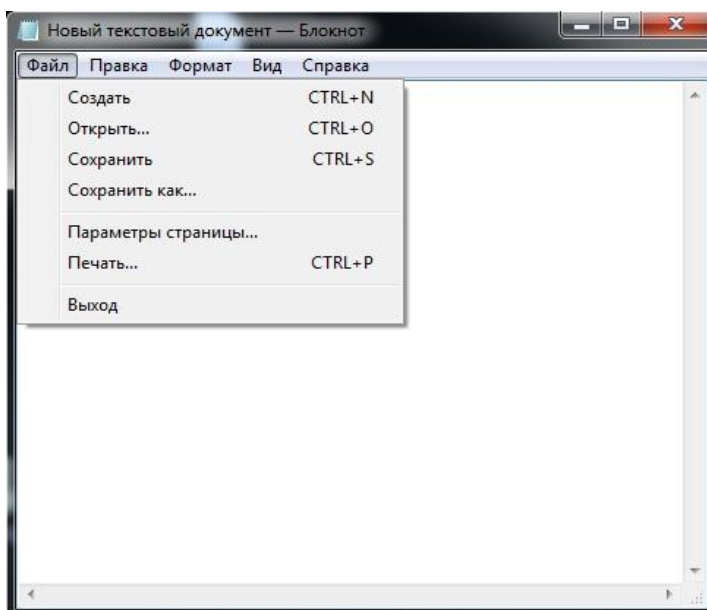 Новый текстовый документ — Блокнот
Файл Правка Формат Вид Справка
Создать CTRL+N
Открыть... CTRL+O
Сохранить CTRL+S
Сохранить как...
Параметры страницы...
Печать... CTRL+P
Выход